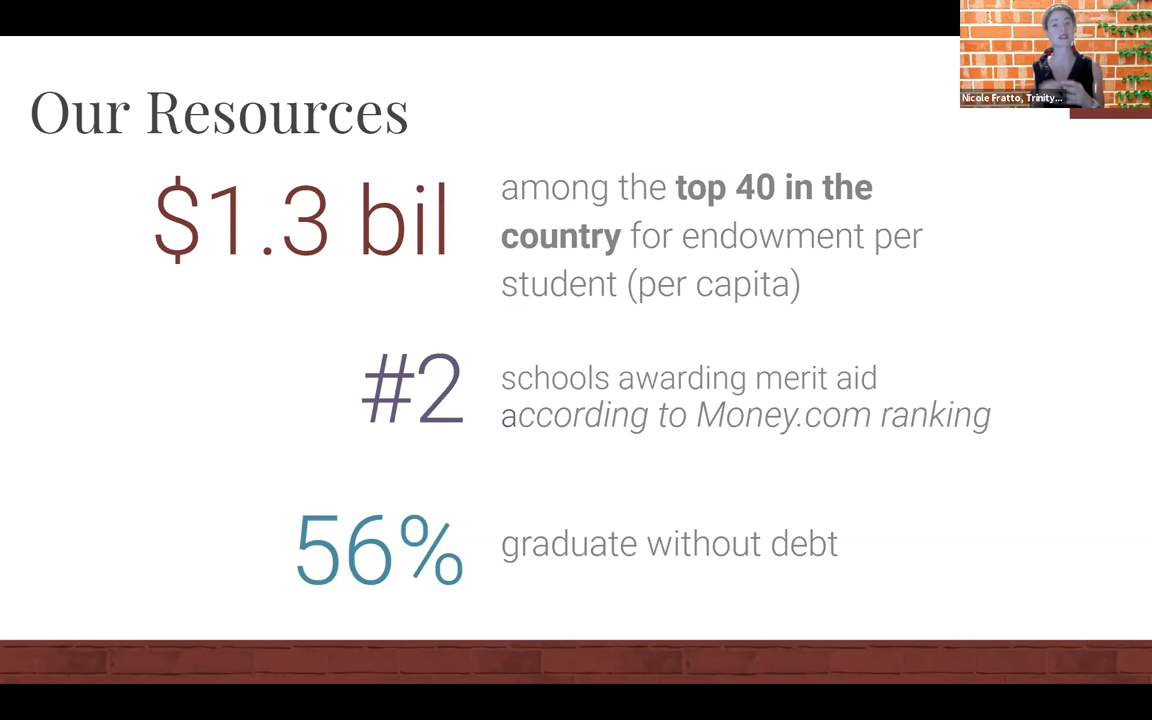 Nicole Fratto, Trinity...
Our Resources
$1.3 bil
among the top 40 in the
country for endowment per
student (per capita)
#2
schools awarding merit aid
according to Money.com ranking
56%
graduate without debt